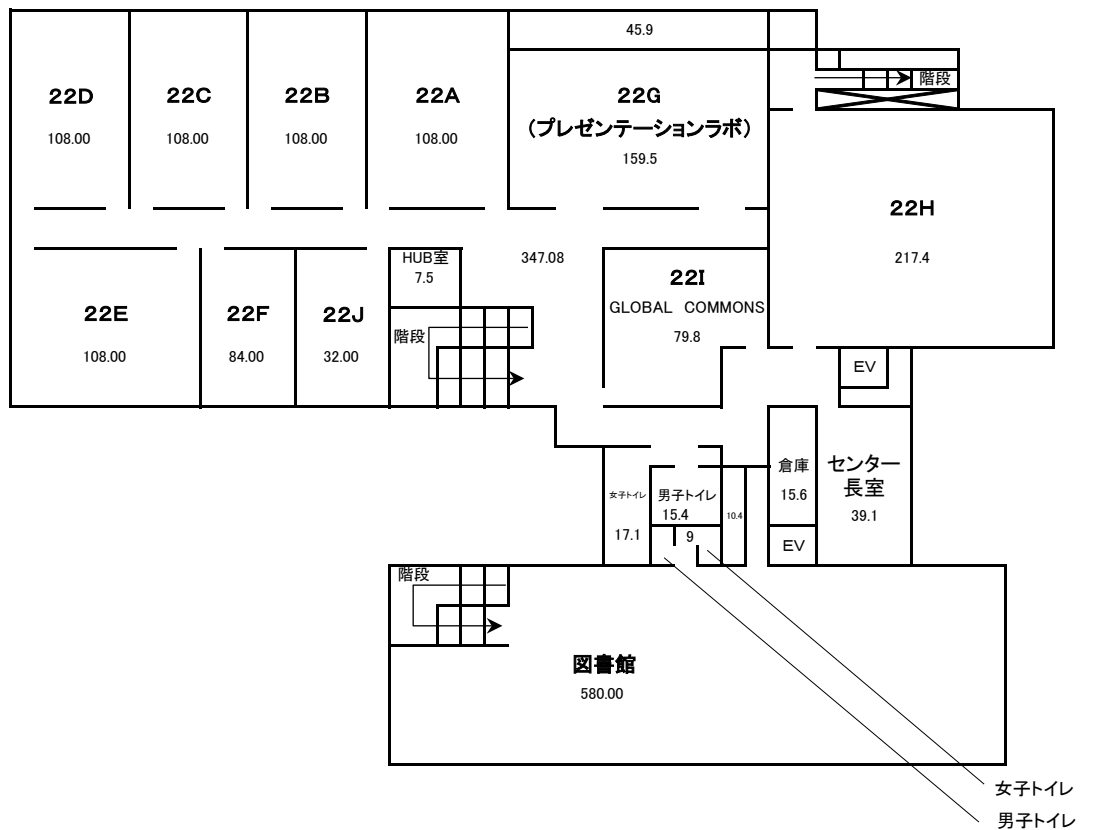 45.9
階段
22D
108.00
22C
108.00
22B
108.00
22A
108.00
22G
(プレゼンテーションラボ)
159.5
22H
217.4
HUB室
7.5
347.08
22I
GLOBAL COMMONS
79.8
22E
108.00
22F
84.00
22J
32.00
階段
EV
女子トイレ
17.1
男子トイレ
15.4
9
10.4
倉庫
15.6
EV
センター
長室
39.1
階段
図書館
580.00
女子トイレ
男子トイレ